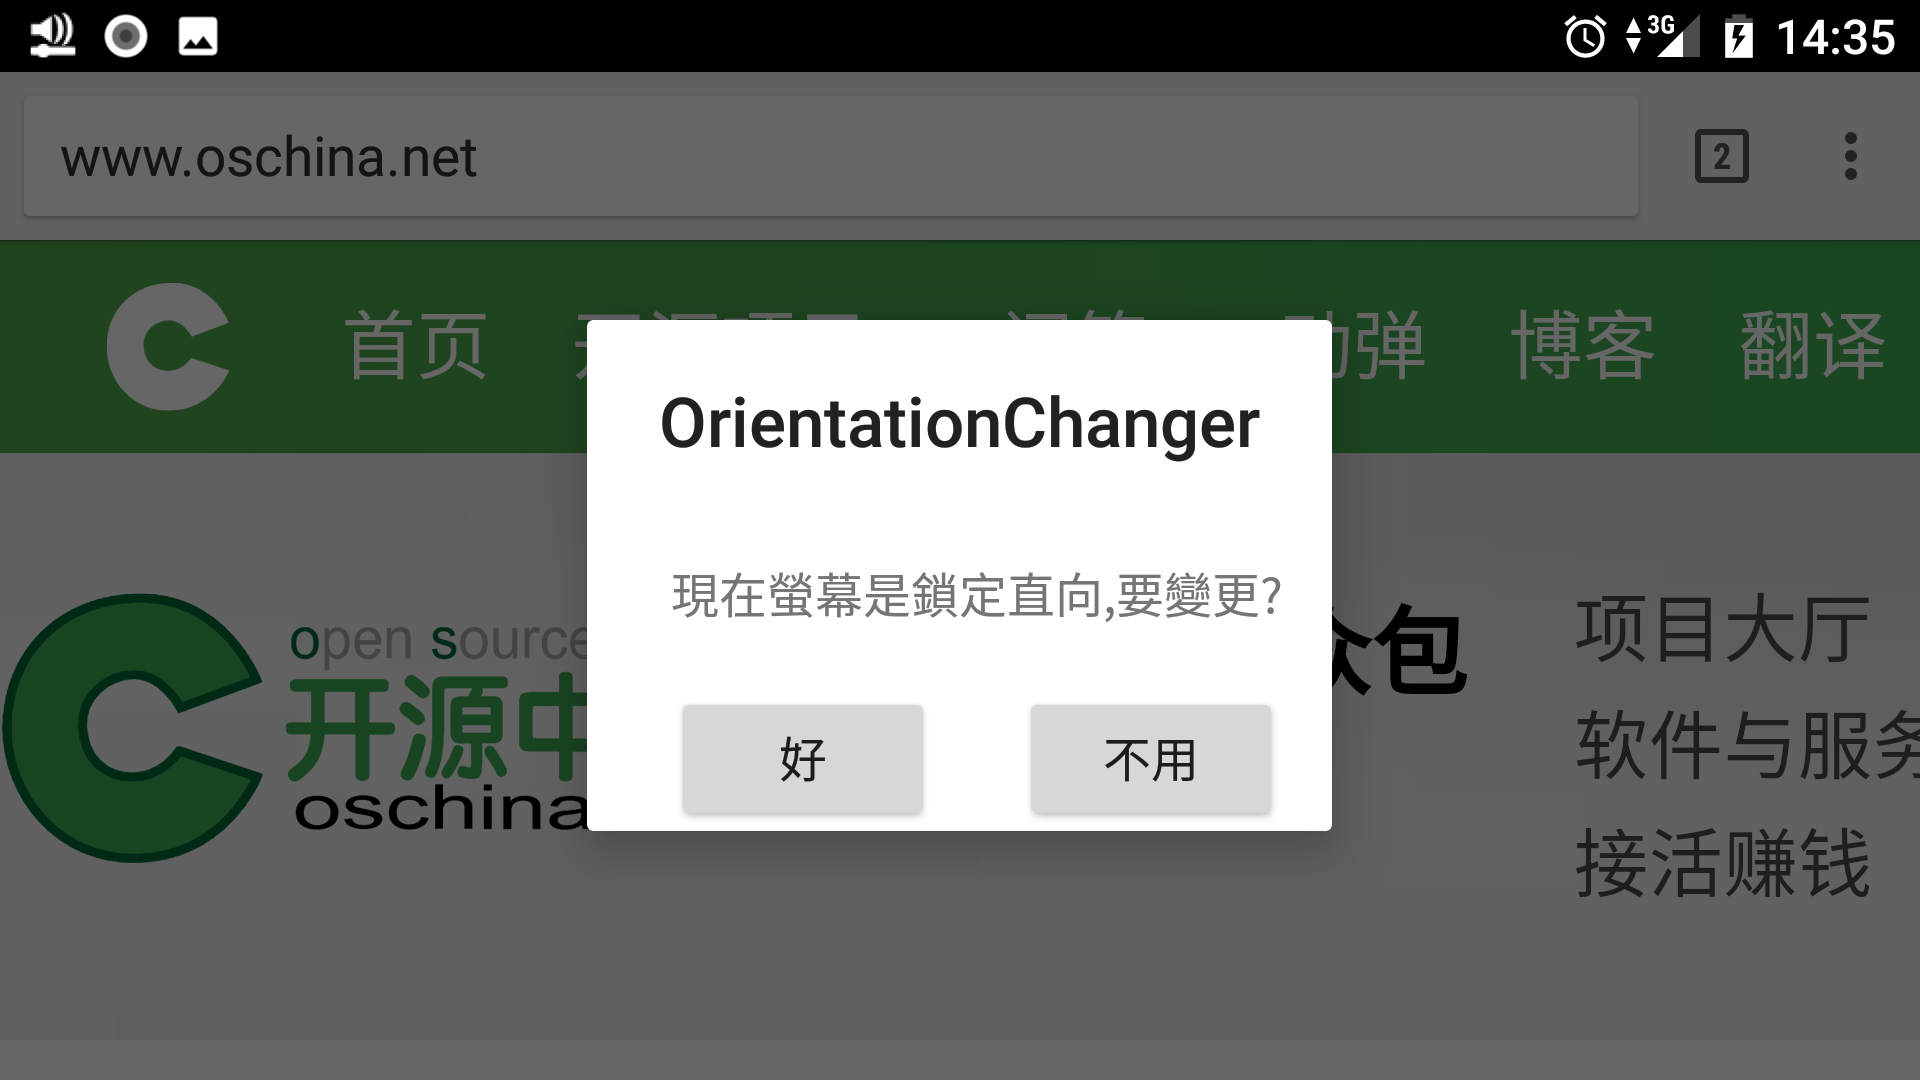 3G 14:35
www.oschina.net
2
首页 动弹 博客 翻译
OrientationChanger
現在螢幕是鎖定直向,要變更?
好 不用
open source
开源中
oschina
众包
项目大厅
软件与服务
接活赚钱